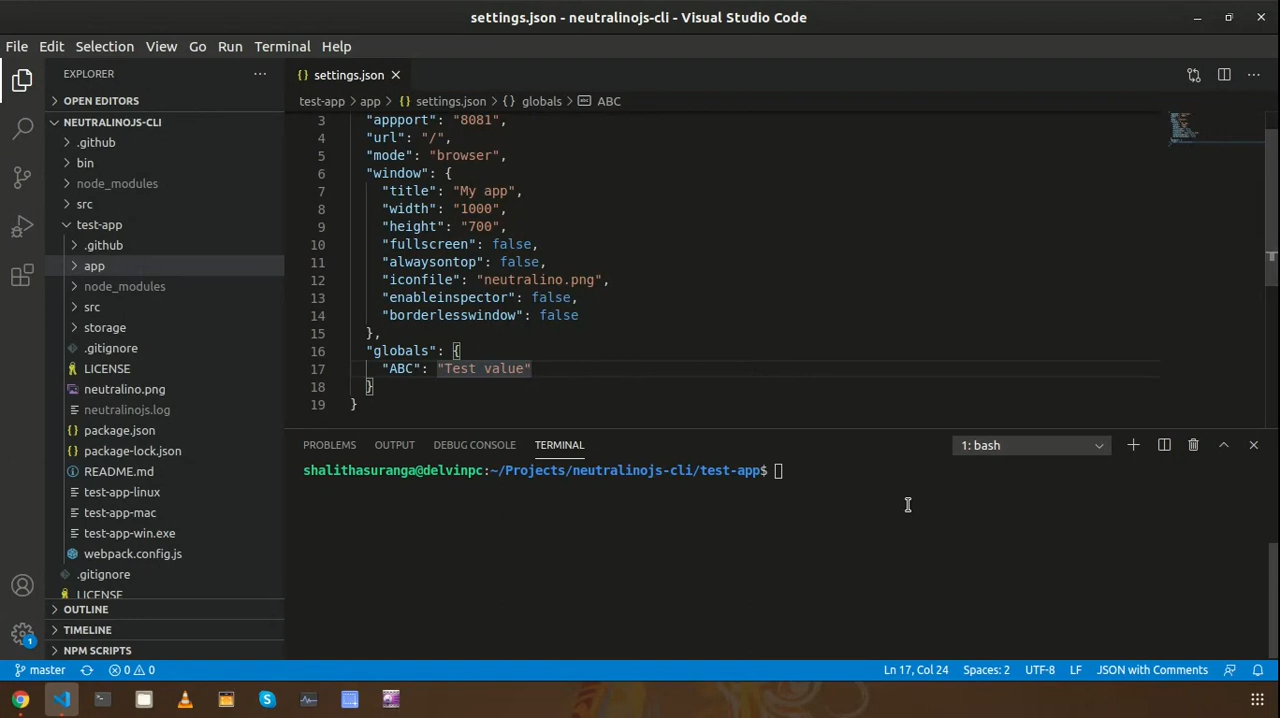 settings.json - neutralinojs-cli - Visual Studio Code
File Edit Selection View Go Run Terminal Help
EXPLORER
OPEN EDITORS
NEUTRALINOJS-CLI
.github
bin
node_modules
src
test-app
.github
app
node_modules
src
storage
.gitignore
LICENSE
neutralino.png
neutralinojs.log
package.json
package-lock.json
README.md
test-app-linux
test-app-mac
test-app-win.exe
webpack.config.js
.gitignore
LICENSE
OUTLINE
TIMELINE
NPM SCRIPTS
{} settings.json
test-app > app > {} settings.json > {} globals > ABC
3 "appport": "8081",
4 "url": "/",
5 "mode": "browser",
6 "window": {
7 "title": "My app",
8 "width": "1000",
9 "height": "700",
10 "fullscreen": false,
11 "alwaysontop": false,
12 "iconfile": "neutralino.png",
13 "enableinspector": false,
14 "borderlesswindow": false
15 },
16 "globals": {
17 "ABC": "Test value"
18 }
19 }
PROBLEMS OUTPUT DEBUG CONSOLE TERMINAL 1: bash
shalithasuranga@delvinpc:~/Projects/neutralinojs-cli/test-app$
1
master 0 0 Ln 17, Col 24 Spaces: 2 UTF-8 LF JSON with Comments